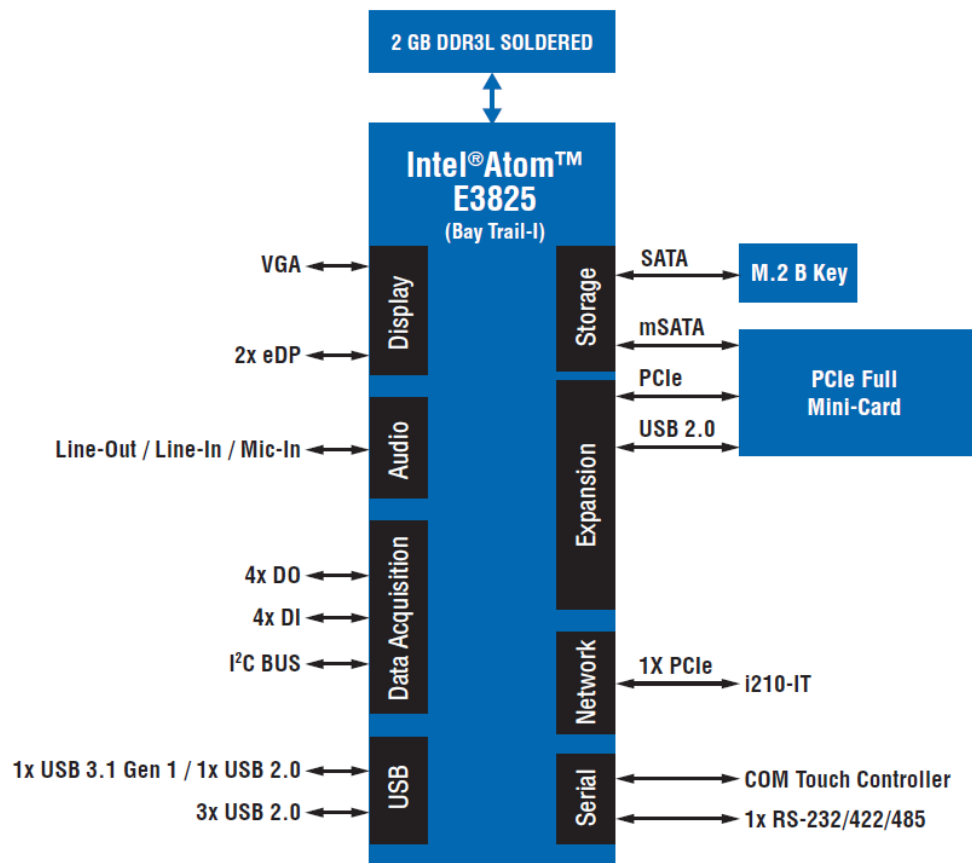 2 GB DDR3L SOLDERED
Intel®Atom™
E3825
(Bay Trail-I)
VGA
2x eDP
Display
Line-Out / Line-In / Mic-In
Audio
4x DO
4x DI
I²C BUS
Data Acquisition
1x USB 3.1 Gen 1 / 1x USB 2.0
3x USB 2.0
USB
Storage
SATA
M.2 B Key
mSATA
Expansion
PCIe
USB 2.0
PCIe Full
Mini-Card
Network
1X PCIe
i210-IT
Serial
COM Touch Controller
1x RS-232/422/485